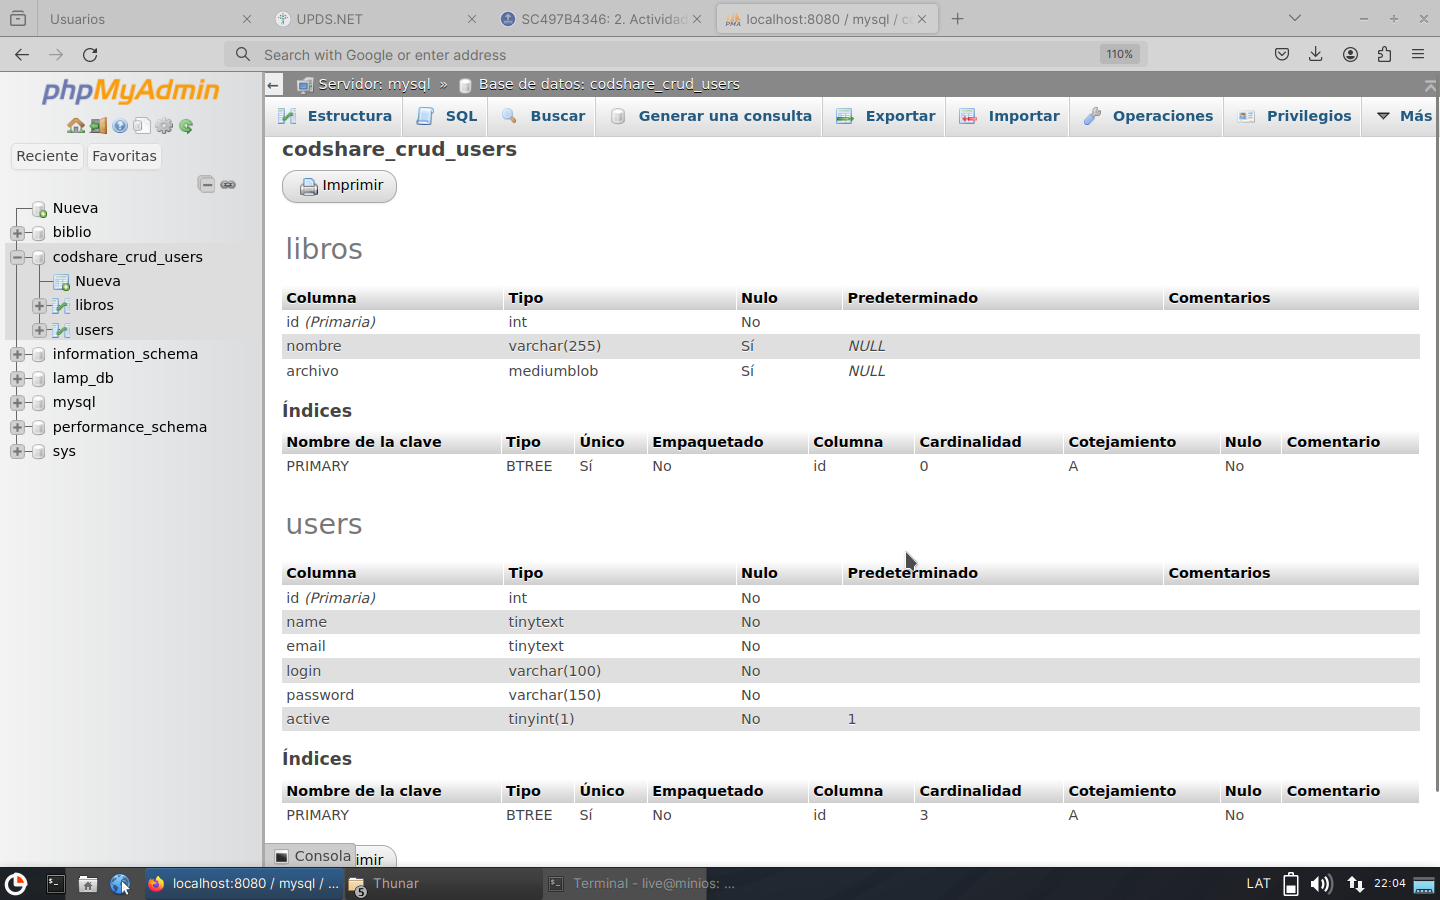 Usuarios
UPDS.NET
SC497B4346: 2. Actividad
localhost:8080 / mysql / co
Search with Google or enter address
110%
phpMyAdmin
Reciente
Favoritas
Nueva
biblio
codshare_crud_users
Nueva
libros
users
information_schema
lamp_db
mysql
performance_schema
sys
Servidor: mysql » Base de datos: codshare_crud_users
Estructura SQL Buscar Generar una consulta Exportar Importar Operaciones Privilegios Más
codshare_crud_users
Imprimir
libros
Columna Tipo Nulo Predeterminado Comentarios
id (Primaria) int No
nombre varchar(255) Sí NULL
archivo mediumblob Sí NULL
Índices
Nombre de la clave Tipo Único Empaquetado Columna Cardinalidad Cotejamiento Nulo Comentario
PRIMARY BTREE Sí No id 0 A No
users
Columna Tipo Nulo Predeterminado Comentarios
id (Primaria) int No
name tinytext No
email tinytext No
login varchar(100) No
password varchar(150) No
active tinyint(1) No 1
Índices
Nombre de la clave Tipo Único Empaquetado Columna Cardinalidad Cotejamiento Nulo Comentario
PRIMARY BTREE Sí No id 3 A No
Consola
imir
localhost:8080 / mysql / ...
5
Thunar
Terminal - live@minios: ...
LAT
22:04